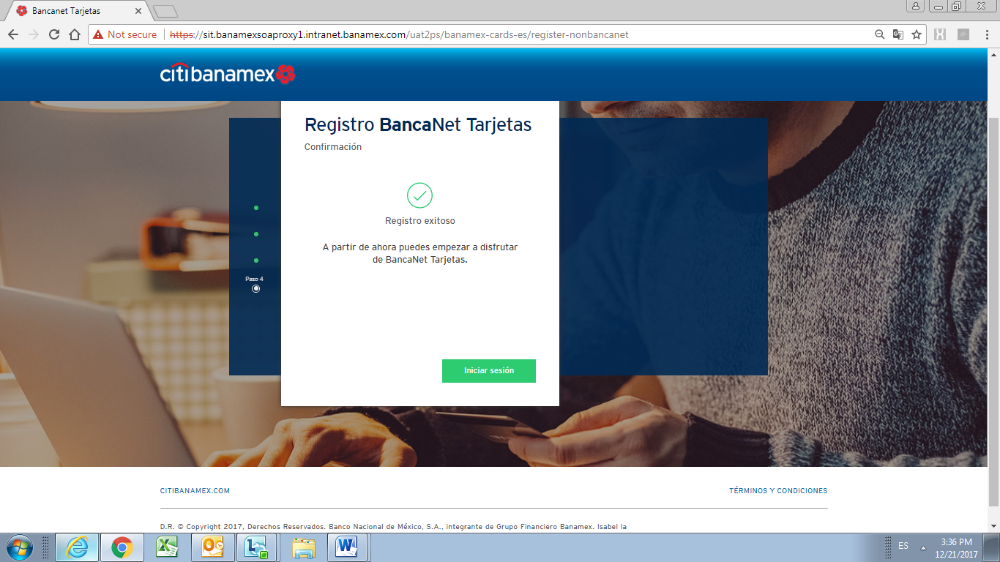 Bancanet Tarjetas
Not secure
https://sit.banamexsoaproxy1.intranet.banamex.com/uat2ps/banamex-cards-es/register-nonbancanet
citibanamex
Registro BancaNet Tarjetas
Confirmación
Registro exitoso
A partir de ahora puedes empezar a disfrutar
de BancaNet Tarjetas.
Paso 4
Iniciar sesión
CITIBANAMEX.COM
TÉRMINOS Y CONDICIONES
D.R. © Copyright 2017, Derechos Reservados. Banco Nacional de México, S.A., integrante de Grupo Financiero Banamex. Isabel la
ES
3:36 PM
12/21/2017